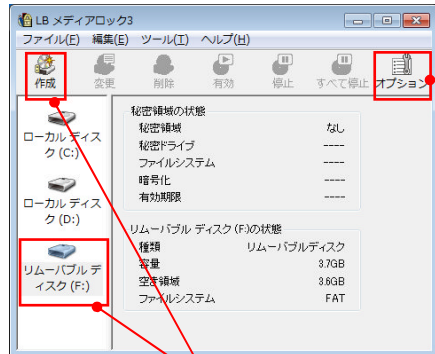 LB メディアロック3
ファイル(F) 編集(E) ツール(T) ヘルプ(H)
作成 変更 削除 有効 停止 すべて停止 オプション
ローカル ディスク (C:)
ローカル ディスク (D:)
リムーバブル ディスク (F:)
秘密領域の状態
秘密領域 なし
秘密ドライブ ----
ファイルシステム ----
暗号化 ----
有効期限 ----
リムーバブル ディスク (F:)の状態
種類 リムーバブルディスク
容量 3.7GB
空き領域 3.6GB
ファイルシステム FAT